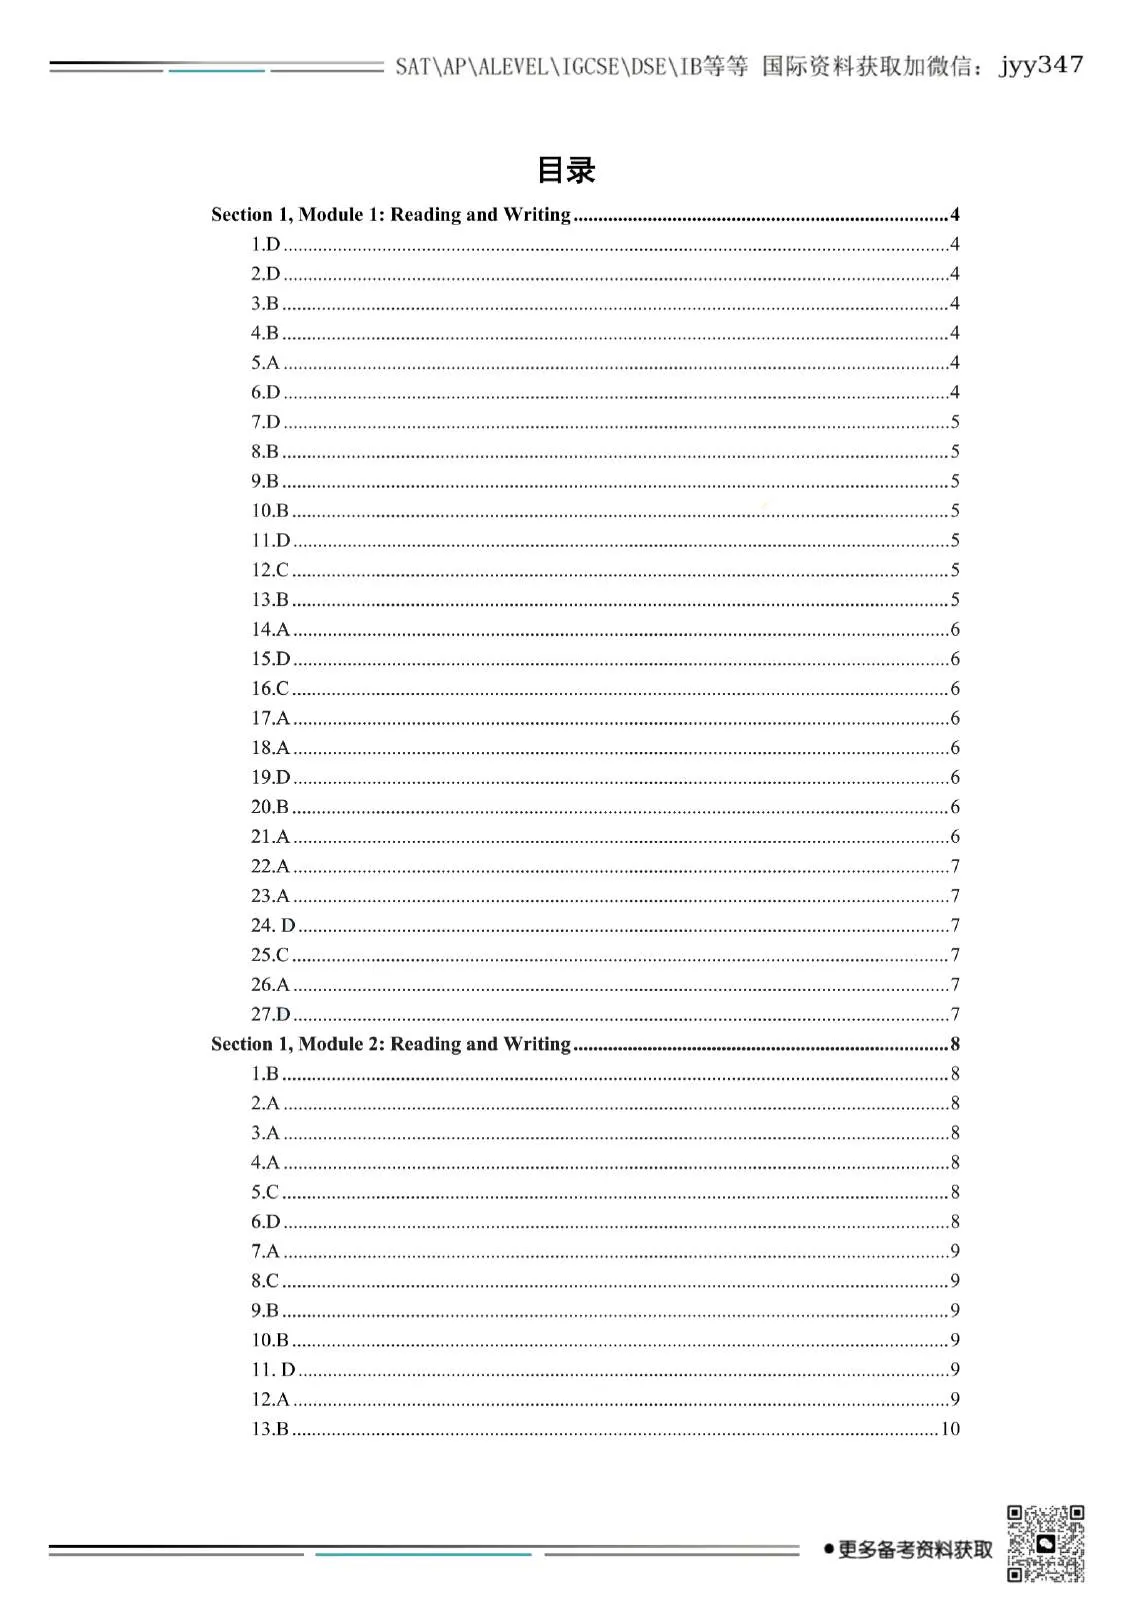 SAT\AP\ALEVEL\IGCSE\DSE\IB等等 国际资料获取加微信：jyy347
目录
Section 1, Module 1: Reading and Writing........................4
1.D........................4
2.D........................4
3.B........................4
4.B........................4
5.A........................4
6.D........................4
7.D........................5
8.B........................5
9.B........................5
10.B........................5
11.D........................5
12.C........................5
13.B........................5
14.A........................6
15.D........................6
16.C........................6
17.A........................6
18.A........................6
19.D........................6
20.B........................6
21.A........................6
22.A........................7
23.A........................7
24. D........................7
25.C........................7
26.A........................7
27.D........................7
Section 1, Module 2: Reading and Writing........................8
1.B........................8
2.A........................8
3.A........................8
4.A........................8
5.C........................8
6.D........................8
7.A........................9
8.C........................9
9.B........................9
10.B........................9
11. D........................9
12.A........................9
13.B........................10
●更多备考资料获取